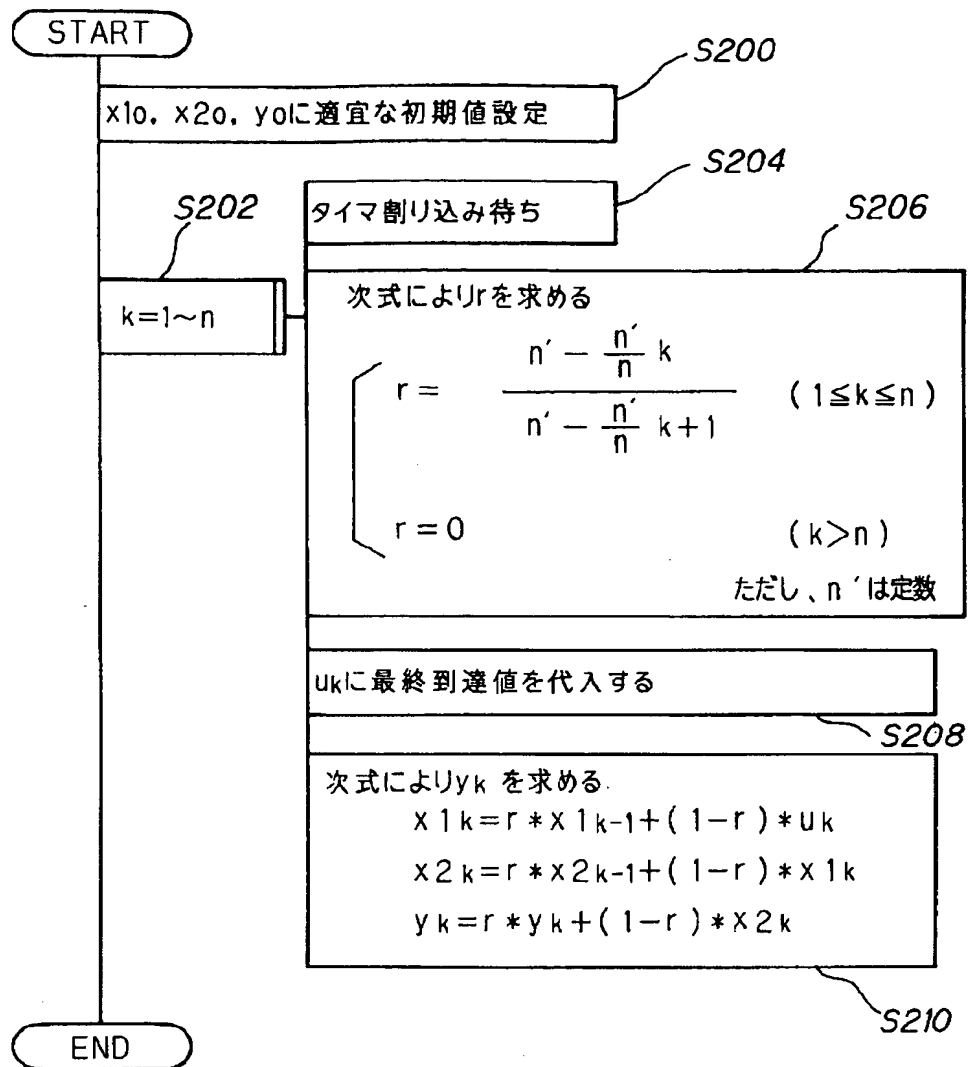 START
S200
x1o, x2o, yoに適宜な初期値設定
S204
タイマ割り込み待ち
S202
k=1~n
S206
次式によりrを求める
r = (n′ − n′/n k) / (n′ − n′/n k+1) (1≦k≦n)
r = 0 (k>n)
ただし、n′は定数
ukに最終到達値を代入する
S208
次式によりyk を求める.
x1k=r*x1k-1+(1-r)*uk
x2k=r*x2k-1+(1-r)*x1k
yk=r*yk+(1-r)*x2k
S210
END